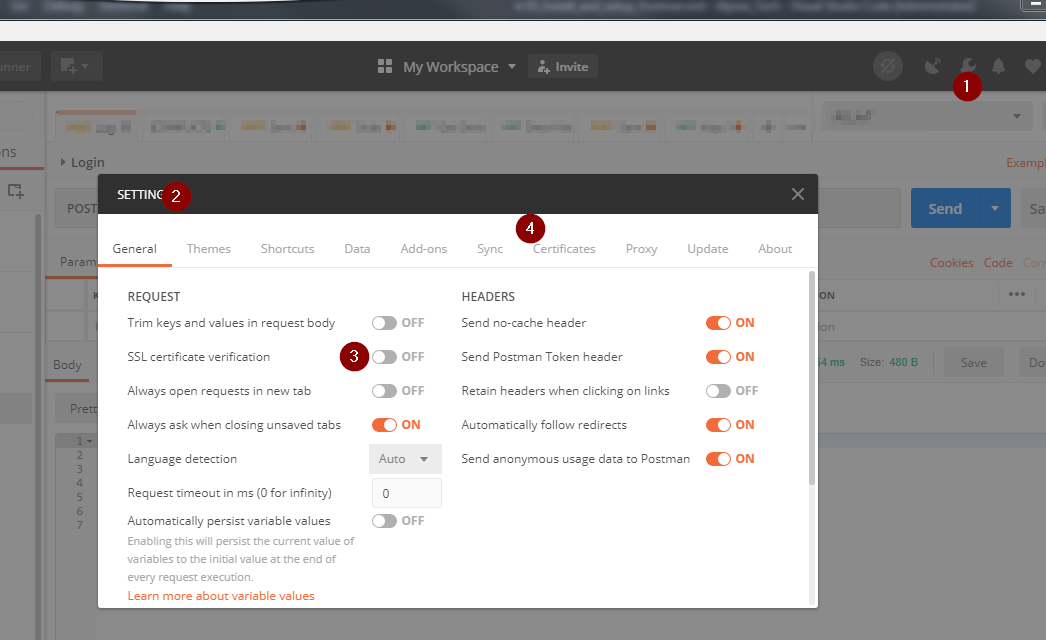 unner
My Workspace
Invite
1
ons
Login
Exampl
POST
Send
Sa
SETTING
2
4
General Themes Shortcuts Data Add-ons Sync Certificates Proxy Update About
Param
Cookies Code Com
REQUEST
HEADERS
K
ON
Trim keys and values in request body OFF
Send no-cache header ON
SSL certificate verification 3 OFF
Send Postman Token header ON
Body
54 ms Size: 480 B Save Do
Always open requests in new tab OFF
Retain headers when clicking on links OFF
Prett
Always ask when closing unsaved tabs ON
Automatically follow redirects ON
Language detection Auto
Send anonymous usage data to Postman ON
Request timeout in ms (0 for infinity) 0
Automatically persist variable values OFF
Enabling this will persist the current value of
variables to the initial value at the end of
every request execution.
Learn more about variable values
1
2
3
4
5
6
7